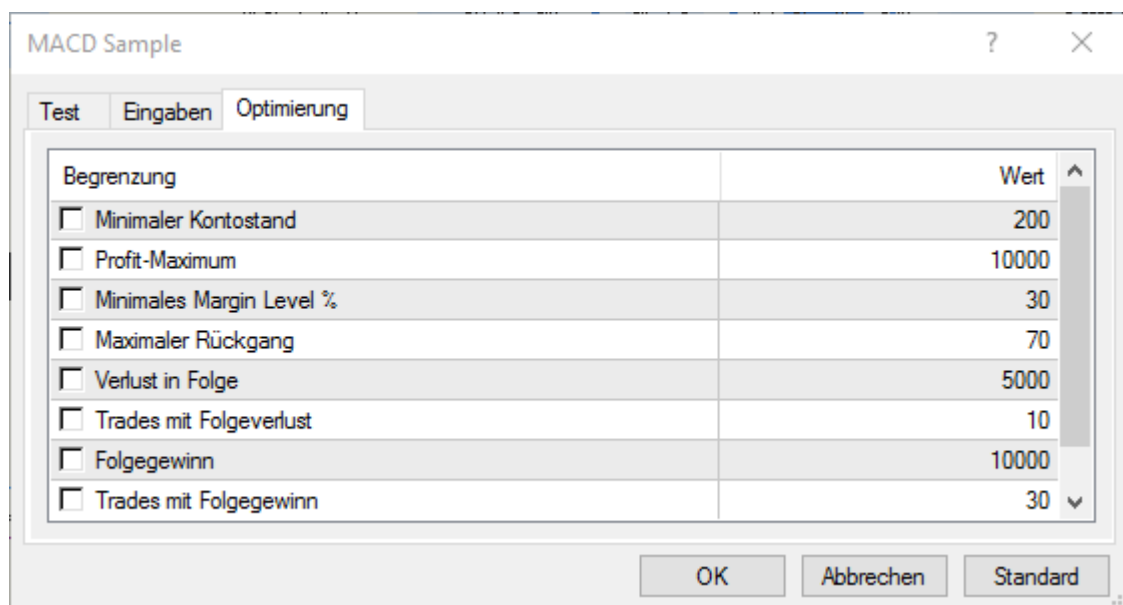 MACD Sample ?
Test Eingaben Optimierung
Begrenzung Wert
Minimaler Kontostand 200
Profit-Maximum 10000
Minimales Margin Level % 30
Maximaler Rückgang 70
Verlust in Folge 5000
Trades mit Folgeverlust 10
Folgegewinn 10000
Trades mit Folgegewinn 30
OK Abbrechen Standard